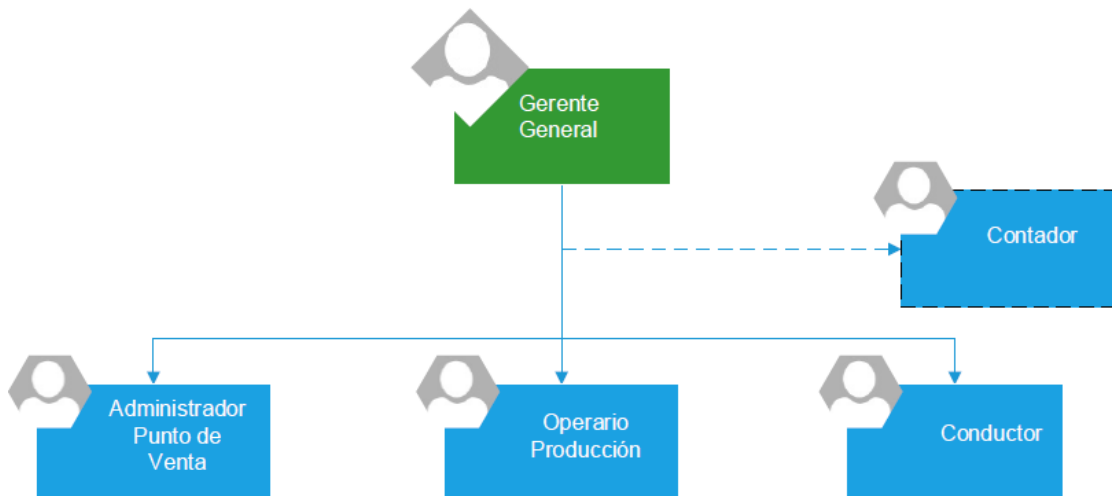 Gerente
General
Contador
Administrador
Punto de
Venta
Operario
Producción
Conductor